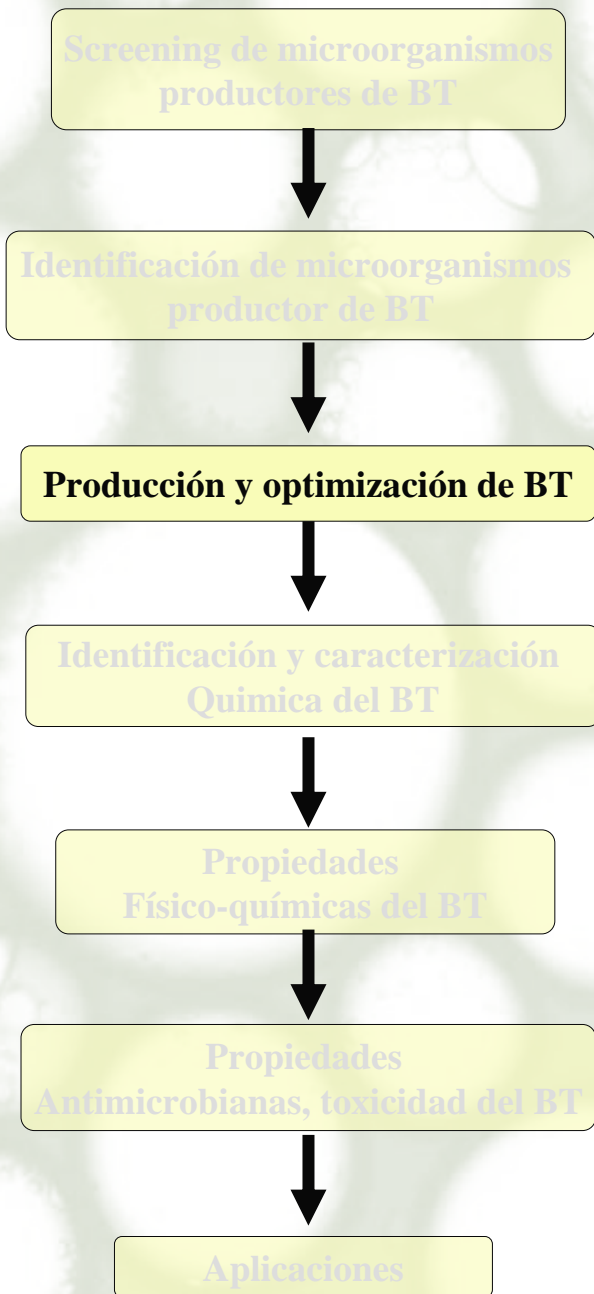 Screening de microorganismos
productores de BT
Identificación de microorganismos
productor de BT
Producción y optimización de BT
Identificación y caracterización
Quimica del BT
Propiedades
Físico-químicas del BT
Propiedades
Antimicrobianas, toxicidad del BT
Aplicaciones